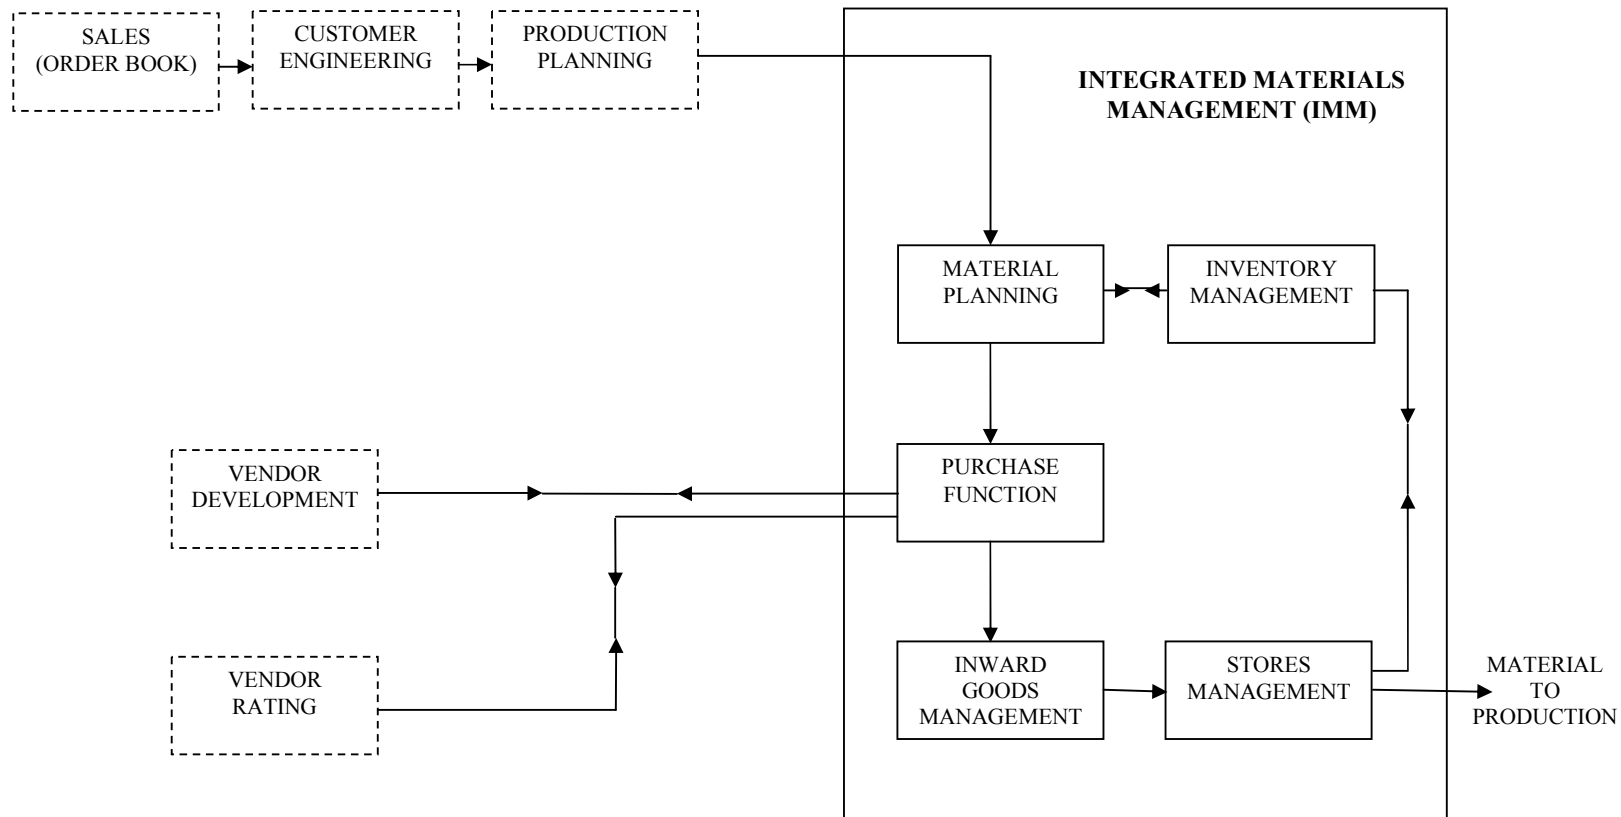 SALES
(ORDER BOOK)
CUSTOMER
ENGINEERING
PRODUCTION
PLANNING
INTEGRATED MATERIALS
MANAGEMENT (IMM)
MATERIAL
PLANNING
INVENTORY
MANAGEMENT
VENDOR
DEVELOPMENT
PURCHASE
FUNCTION
VENDOR
RATING
INWARD
GOODS
MANAGEMENT
STORES
MANAGEMENT
MATERIAL
TO
PRODUCTION